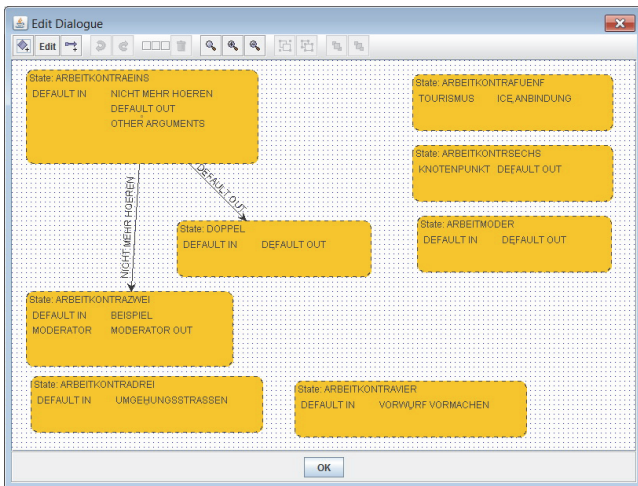 Edit Dialogue
Edit
State: ARBEITKONTRAEINS
DEFAULT IN NICHT MEHR HOEREN
DEFAULT OUT
OTHER ARGUMENTS
State: ARBEITKONTRAFUENF
TOURISMUS ICE ANBINDUNG
State: ARBEITKONTRSECHS
KNOTENPUNKT DEFAULT OUT
NICHT MEHR HOEREN
DEFAULT OUT
State: DOPPEL
DEFAULT IN DEFAULT OUT
State: ARBEITMODER
DEFAULT IN DEFAULT OUT
State: ARBEITKONTRAZWEI
DEFAULT IN BEISPIEL
MODERATOR MODERATOR OUT
State: ARBEITKONTRADREI
DEFAULT IN UMGEHUNGSSTRASSEN
State: ARBEITKONTRAVIER
DEFAULT IN VORWURF VORMACHEN
OK